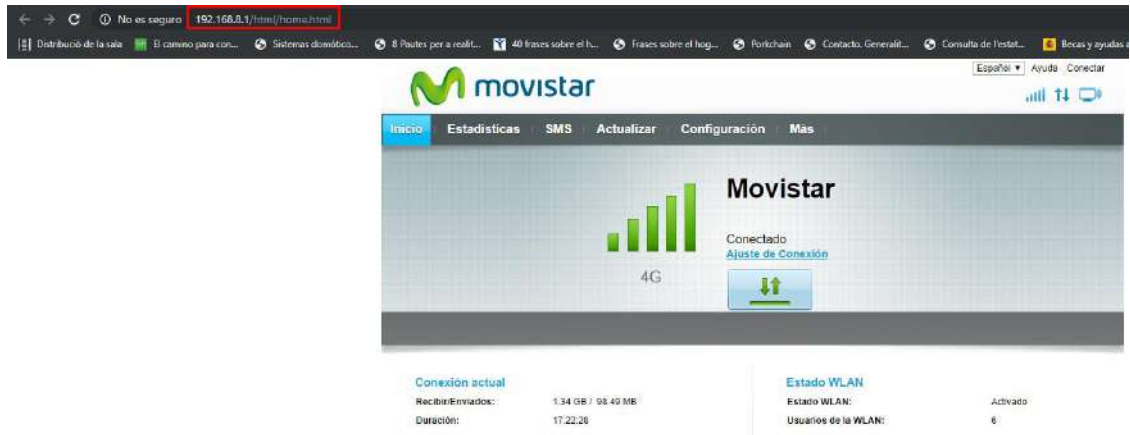 No es seguro 192.168.8.1/html/home.html
Distribució de la sala El camino para con... Sistemas domótico... 8 Pautes per a realit... 40 frases sobre el h... Frases sobre el hog... Porkchain Contacto. Generalit... Consulta de l'estat... Becas y ayudas a
Español Ayuda Conectar
movistar
Inicio Estadísticas SMS Actualizar Configuración Más
Movistar
Conectado
Ajuste de Conexión
4G
Conexión actual
Recibir/Enviados: 1.34 GB / 98.49 MB
Duración: 17:22:28
Estado WLAN
Estado WLAN: Activado
Usuarios de la WLAN: 6